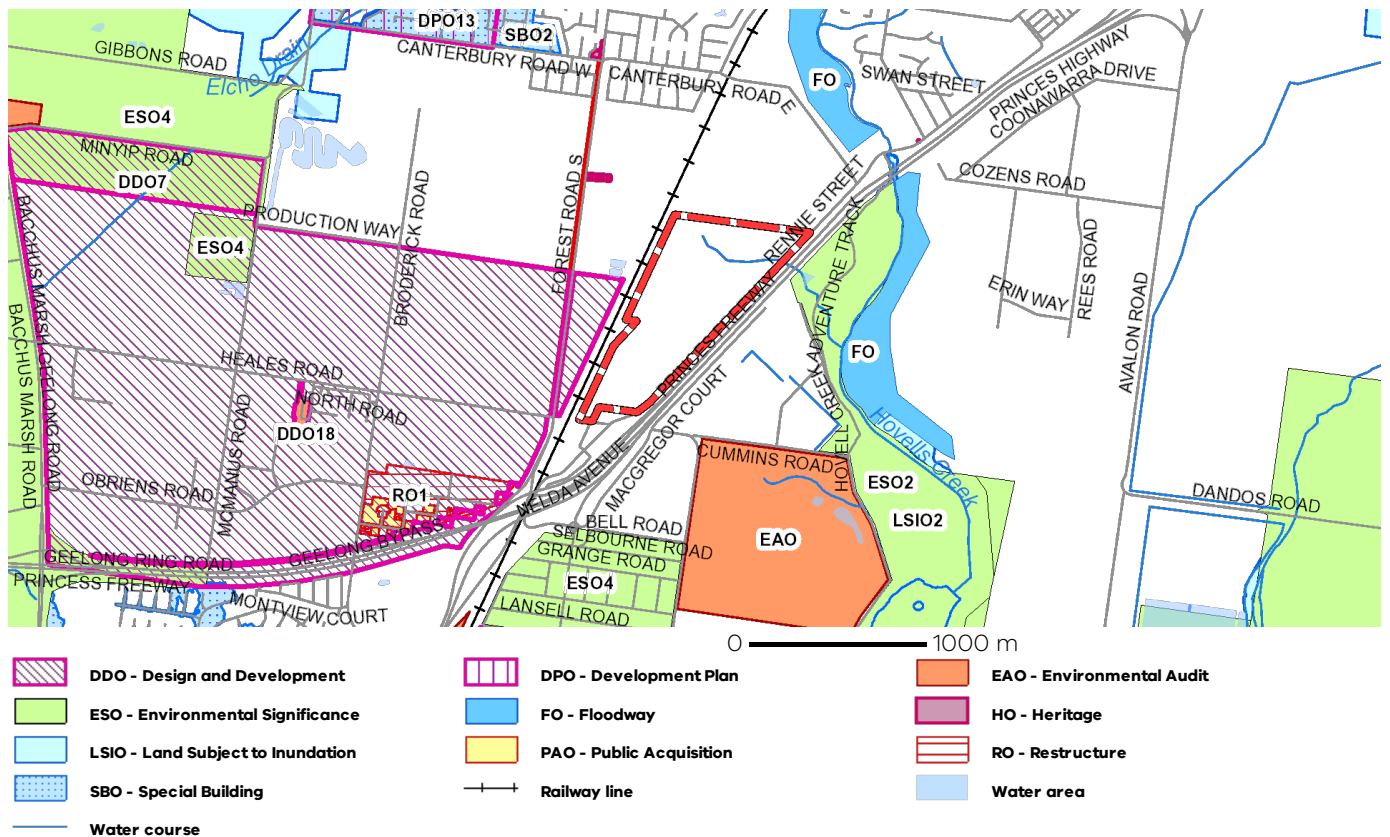 DPO13
SBO2
GIBBONS ROAD
Elcho Drain
CANTERBURY ROAD W
CANTERBURY ROAD E
FO
SWAN STREET
PRINCES HIGHWAY
COONAWARRA DRIVE
ESO4
MINYIP ROAD
DDO7
BRODERICK ROAD
FOREST ROAD S
RENNIE STREET
COZENS ROAD
PRODUCTION WAY
ESO4
BACCHUS MARSH GEELONG ROAD
BACCHUS MARSH ROAD
PRINCES FREEWAY
HOVELL CREEK ADVENTURE TRACK
ERIN WAY
REES ROAD
AVALON ROAD
FO
HEALES ROAD
NORTH ROAD
DDO18
MCMANUS ROAD
MACGREGOR COURT
Hovells Creek
CUMMINS ROAD
OBRIENS ROAD
RO1
NELDA AVENUE
ESO2
LSIO2
DANDOS ROAD
BELL ROAD
SELBOURNE ROAD
EAO
GEELONG BYPASS
GEELONG RING ROAD
GRANGE ROAD
ESO4
PRINCESS FREEWAY
MONTVIEW COURT
LANSELL ROAD
0 1000 m
DDO - Design and Development
DPO - Development Plan
EAO - Environmental Audit
ESO - Environmental Significance
FO - Floodway
HO - Heritage
LSIO - Land Subject to Inundation
PAO - Public Acquisition
RO - Restructure
SBO - Special Building
Railway line
Water area
Water course